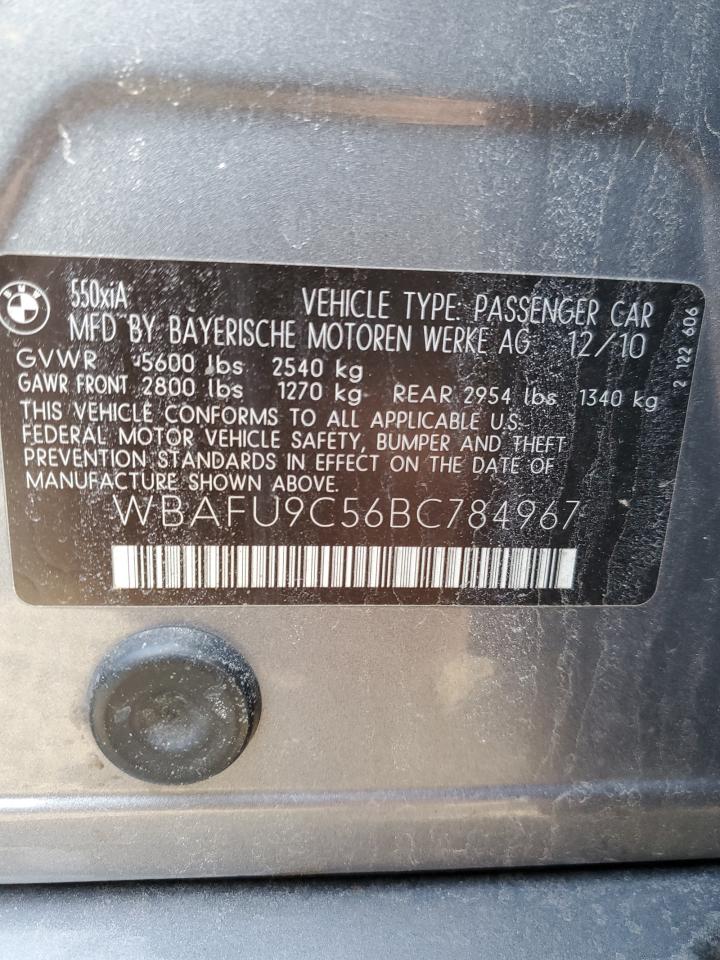 BMW
550xiA VEHICLE TYPE: PASSENGER CAR
MFD BY BAYERISCHE MOTOREN WERKE AG 12/10
GVWR 5600 lbs 2540 kg
GAWR FRONT 2800 lbs 1270 kg REAR 2954 lbs 1340 kg
THIS VEHICLE CONFORMS TO ALL APPLICABLE U.S.
FEDERAL MOTOR VEHICLE SAFETY, BUMPER AND THEFT
PREVENTION STANDARDS IN EFFECT ON THE DATE OF
MANUFACTURE SHOWN ABOVE.
WBAFU9C56BC784967
2 122 606